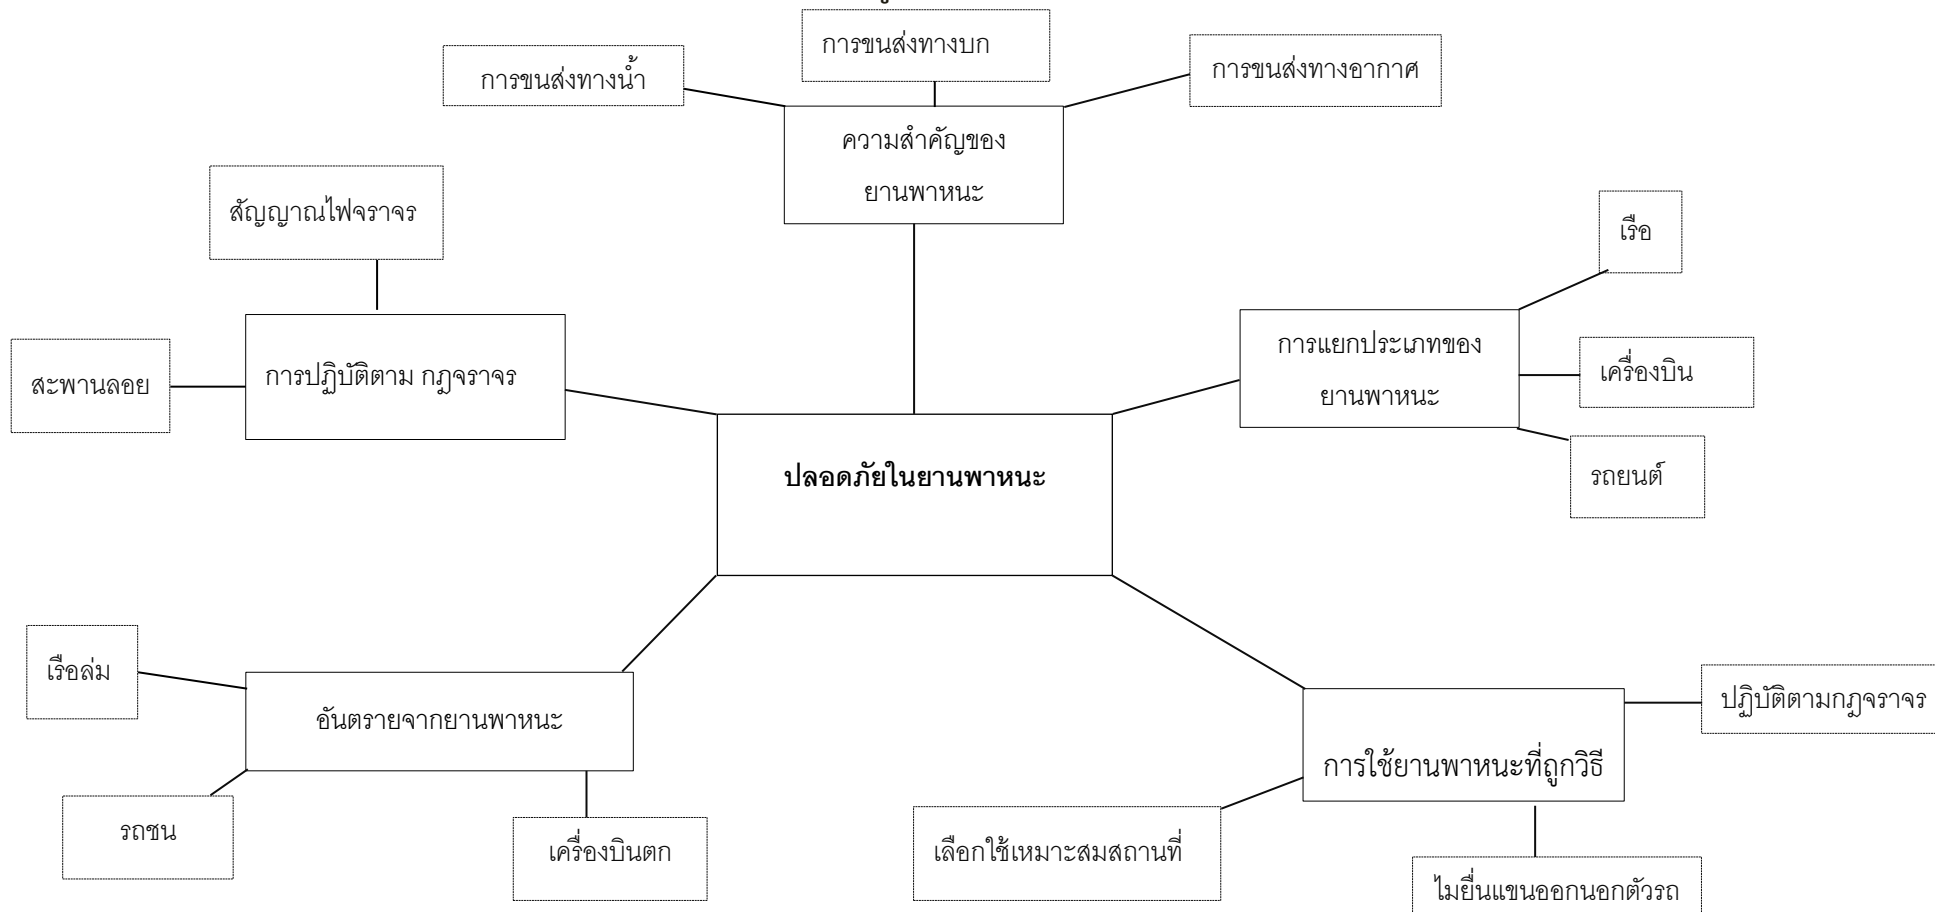 การขนส่งทางบก
การขนส่งทางน้ำ
การขนส่งทางอากาศ
ความสำคัญของ
ยานพาหนะ
สัญญาณไฟจราจร
เรือ
การแยกประเภทของ
ยานพาหนะ
สะพานลอย
การปฏิบัติตาม กฎจราจร
เครื่องบิน
ปลอดภัยในยานพาหนะ
รถยนต์
เรือล่ม
อันตรายจากยานพาหนะ
ปฏิบัติตามกฎจราจร
การใช้ยานพาหนะที่ถูกวิธี
รถชน
เครื่องบินตก
เลือกใช้เหมาะสมสถานที่
ไมยื่นแขนออกนอกตัวรถ